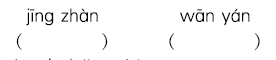 jīng zhàn wān yán
( ) ( )